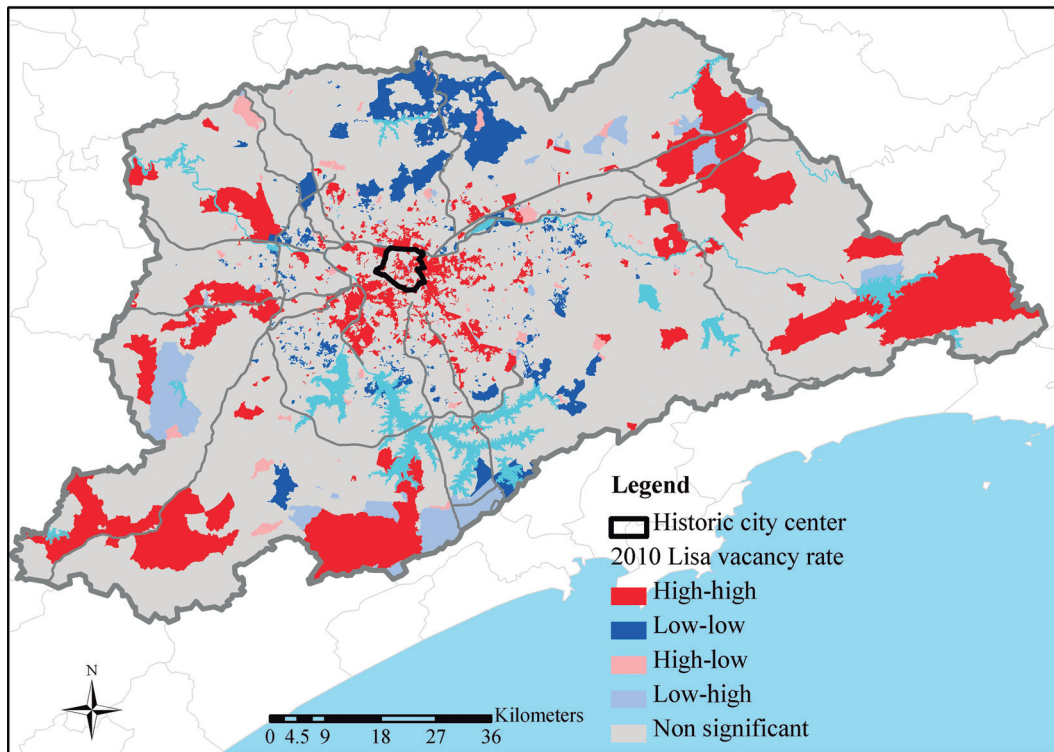 Legend
Historic city center
2010 Lisa vacancy rate
High-high
Low-low
High-low
Low-high
Non significant
N
Kilometers
0 4.5 9 18 27 36